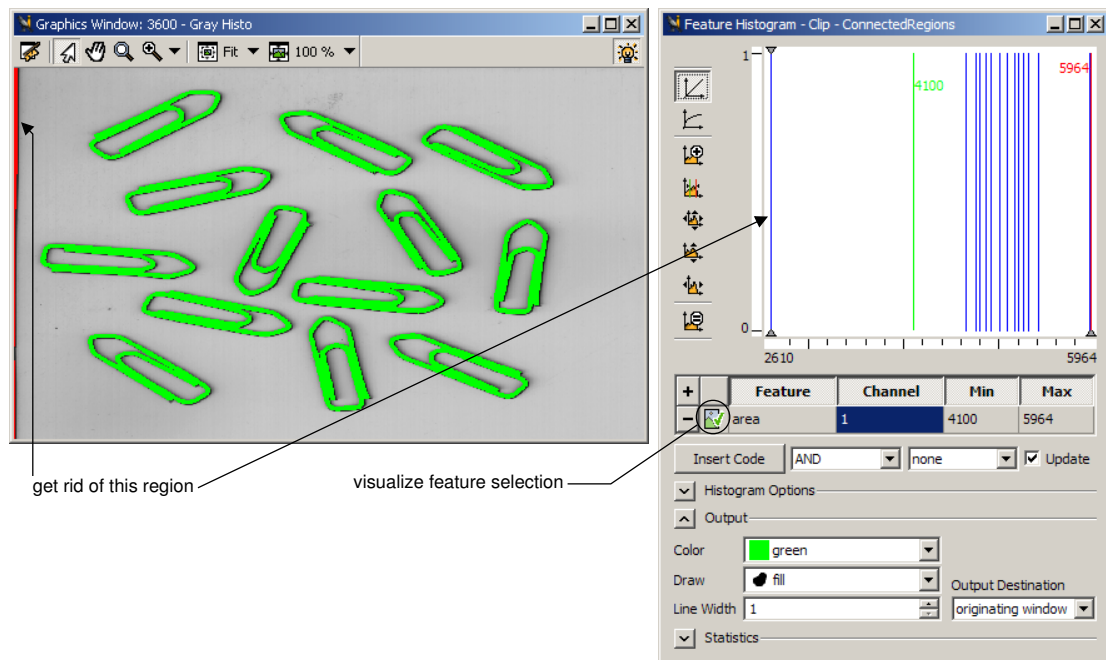 Graphics Window: 3600 - Gray Histo
Fit
100 %
get rid of this region
visualize feature selection
Feature Histogram - Clip - ConnectedRegions
1
5964
4100
0
2610
5964
+ Feature Channel Min Max
− area 1 4100 5964
Insert Code AND none Update
Histogram Options
Output
Color green
Draw fill
Output Destination
Line Width 1 originating window
Statistics